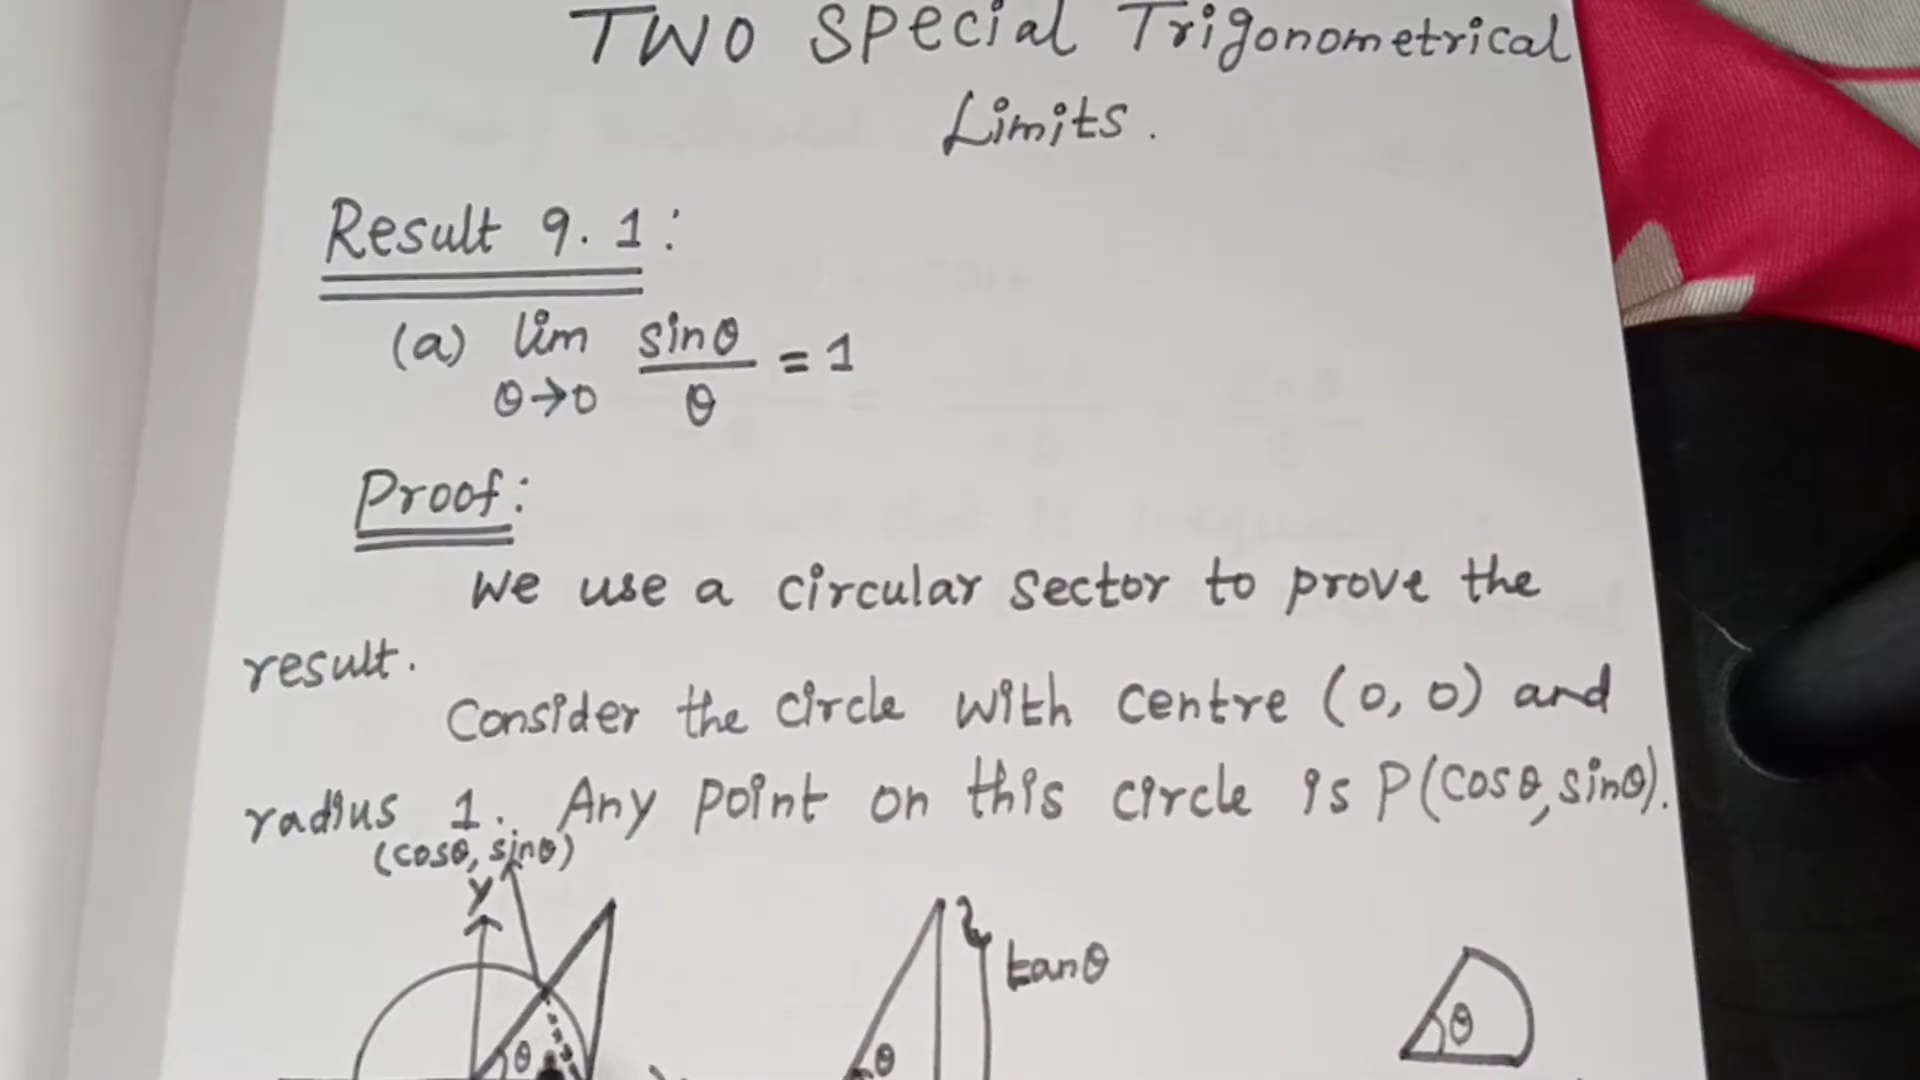 TWO Special Trigonometrical
Limits.
Result 9.1:
(a) lim sinθ = 1
θ→0 θ
Proof:
We use a circular sector to prove the
result.
Consider the circle with centre (0, 0) and
radius 1. Any point on this circle is P(cosθ, sinθ).
(cosθ, sinθ)
Y
tanθ
θ
θ
θ